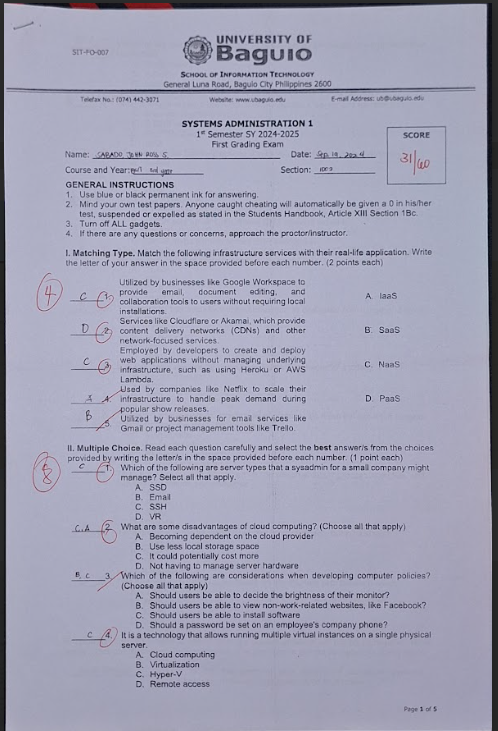 SIT-FO-007
UNIVERSITY OF
Baguio
SCHOOL OF INFORMATION TECHNOLOGY
General Luna Road, Baguio City Philippines 2600
Telefax No.: (074) 442-3071 Website: www.ubaguio.edu E-mail Address: ub@ubaguio.edu
SYSTEMS ADMINISTRATION 1
1st Semester SY 2024-2025
First Grading Exam
SCORE
31/60
Name: SABADO, JOHN S. Date: Sep. 19, 2024
Course and Year: 3rd year Section:
GENERAL INSTRUCTIONS
1. Use blue or black permanent ink for answering.
2. Mind your own test papers. Anyone caught cheating will automatically be given a 0 in his/her
test, suspended or expelled as stated in the Students Handbook, Article XIII Section 1Bc.
3. Turn off ALL gadgets.
4. If there are any questions or concerns, approach the proctor/instructor.
I. Matching Type. Match the following infrastructure services with their real-life application. Write
the letter of your answer in the space provided before each number. (2 points each)
4
C 1. Utilized by businesses like Google Workspace to
provide email, document editing, and
collaboration tools to users without requiring local
installations.
A. IaaS
D 2. Services like Cloudflare or Akamai, which provide
content delivery networks (CDNs) and other
network-focused services.
B. SaaS
C 3. Employed by developers to create and deploy
web applications without managing underlying
infrastructure, such as using Heroku or AWS
Lambda.
C. NaaS
4. Used by companies like Netflix to scale their
infrastructure to handle peak demand during
popular show releases.
D. PaaS
B 5. Utilized by businesses for email services like
Gmail or project management tools like Trello.
II. Multiple Choice. Read each question carefully and select the best answer/s from the choices
provided by writing the letter/s in the space provided before each number. (1 point each)
8
C 1. Which of the following are server types that a sysadmin for a small company might
manage? Select all that apply.
A. SSD
B. Email
C. SSH
D. VR
C,A 2. What are some disadvantages of cloud computing? (Choose all that apply)
A. Becoming dependent on the cloud provider
B. Use less local storage space
C. It could potentially cost more
D. Not having to manage server hardware
B, C 3. Which of the following are considerations when developing computer policies?
(Choose all that apply)
A. Should users be able to decide the brightness of their monitor?
B. Should users be able to view non-work-related websites, like Facebook?
C. Should users be able to install software
D. Should a password be set on an employee's company phone?
C 4. It is a technology that allows running multiple virtual instances on a single physical
server.
A. Cloud computing
B. Virtualization
C. Hyper-V
D. Remote access
Page 1 of 5